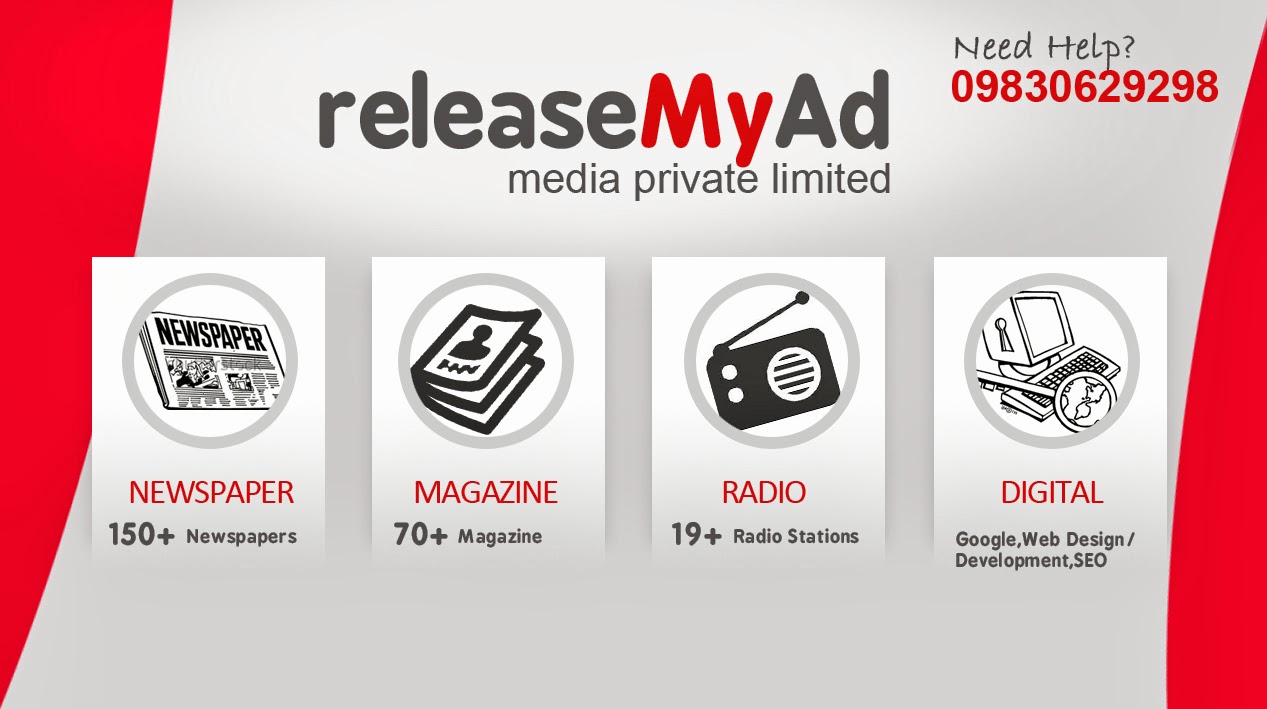 Need Help?
09830629298
releaseMyAd
media private limited
NEWSPAPER
NEWSPAPER
150+ Newspapers
MAGAZINE
70+ Magazine
RADIO
19+ Radio Stations
DIGITAL
Google,Web Design/
Development,SEO